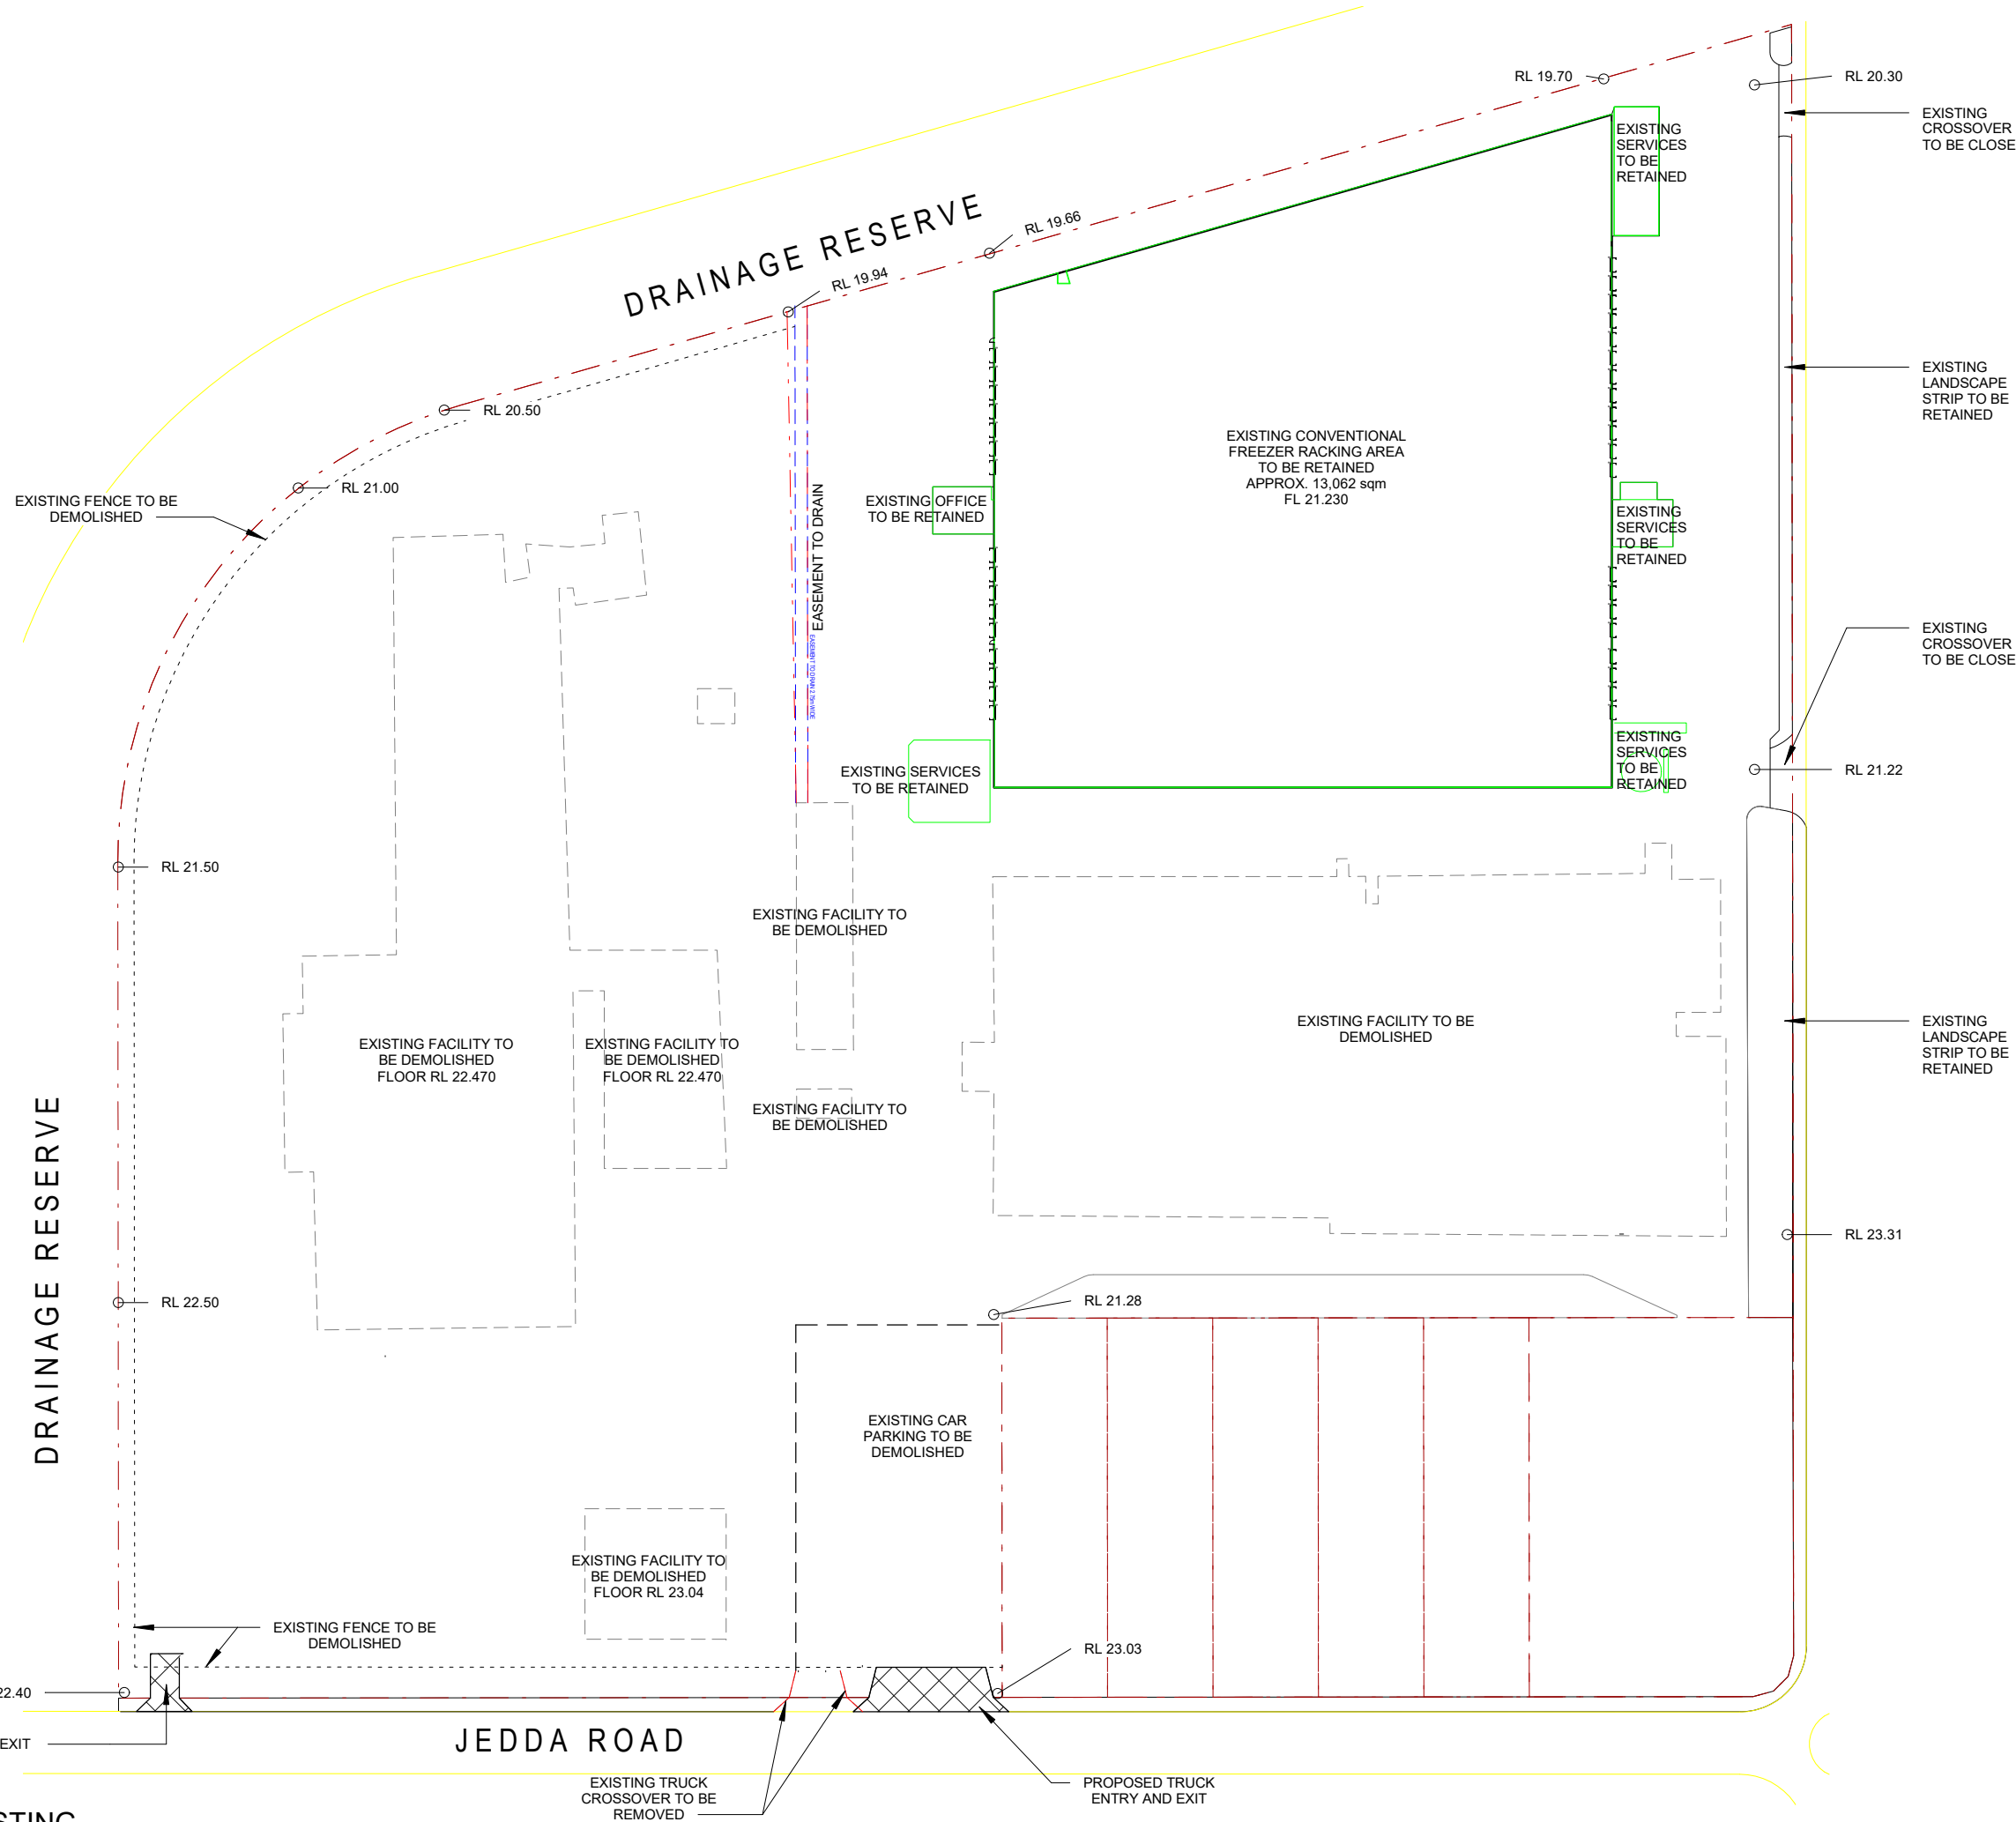 RL 19.70
RL 20.30
EXISTING
CROSSOVER
TO BE CLOSE
EXISTING
SERVICES
TO BE
RETAINED
DRAINAGE RESERVE
RL 19.66
RL 19.94
EXISTING
LANDSCAPE
STRIP TO BE
RETAINED
RL 20.50
EXISTING CONVENTIONAL
FREEZER RACKING AREA
TO BE RETAINED
APPROX. 13,062 sqm
FL 21.230
RL 21.00
EXISTING FENCE TO BE
DEMOLISHED
EASEMENT TO DRAIN
EASEMENT TO DRAIN 2.75m WIDE
EXISTING OFFICE
TO BE RETAINED
EXISTING
SERVICES
TO BE
RETAINED
EXISTING
CROSSOVER
TO BE CLOSE
EXISTING SERVICES
TO BE RETAINED
EXISTING
SERVICES
TO BE
RETAINED
RL 21.22
RL 21.50
EXISTING FACILITY TO
BE DEMOLISHED
EXISTING FACILITY TO
BE DEMOLISHED
FLOOR RL 22.470
EXISTING FACILITY TO
BE DEMOLISHED
FLOOR RL 22.470
EXISTING FACILITY TO BE
DEMOLISHED
EXISTING
LANDSCAPE
STRIP TO BE
RETAINED
EXISTING FACILITY TO
BE DEMOLISHED
DRAINAGE RESERVE
RL 23.31
RL 22.50
RL 21.28
EXISTING CAR
PARKING TO BE
DEMOLISHED
EXISTING FACILITY TO
BE DEMOLISHED
FLOOR RL 23.04
EXISTING FENCE TO BE
DEMOLISHED
RL 23.03
22.40
EXIT
JEDDA ROAD
EXISTING TRUCK
CROSSOVER TO BE
REMOVED
PROPOSED TRUCK
ENTRY AND EXIT
STING